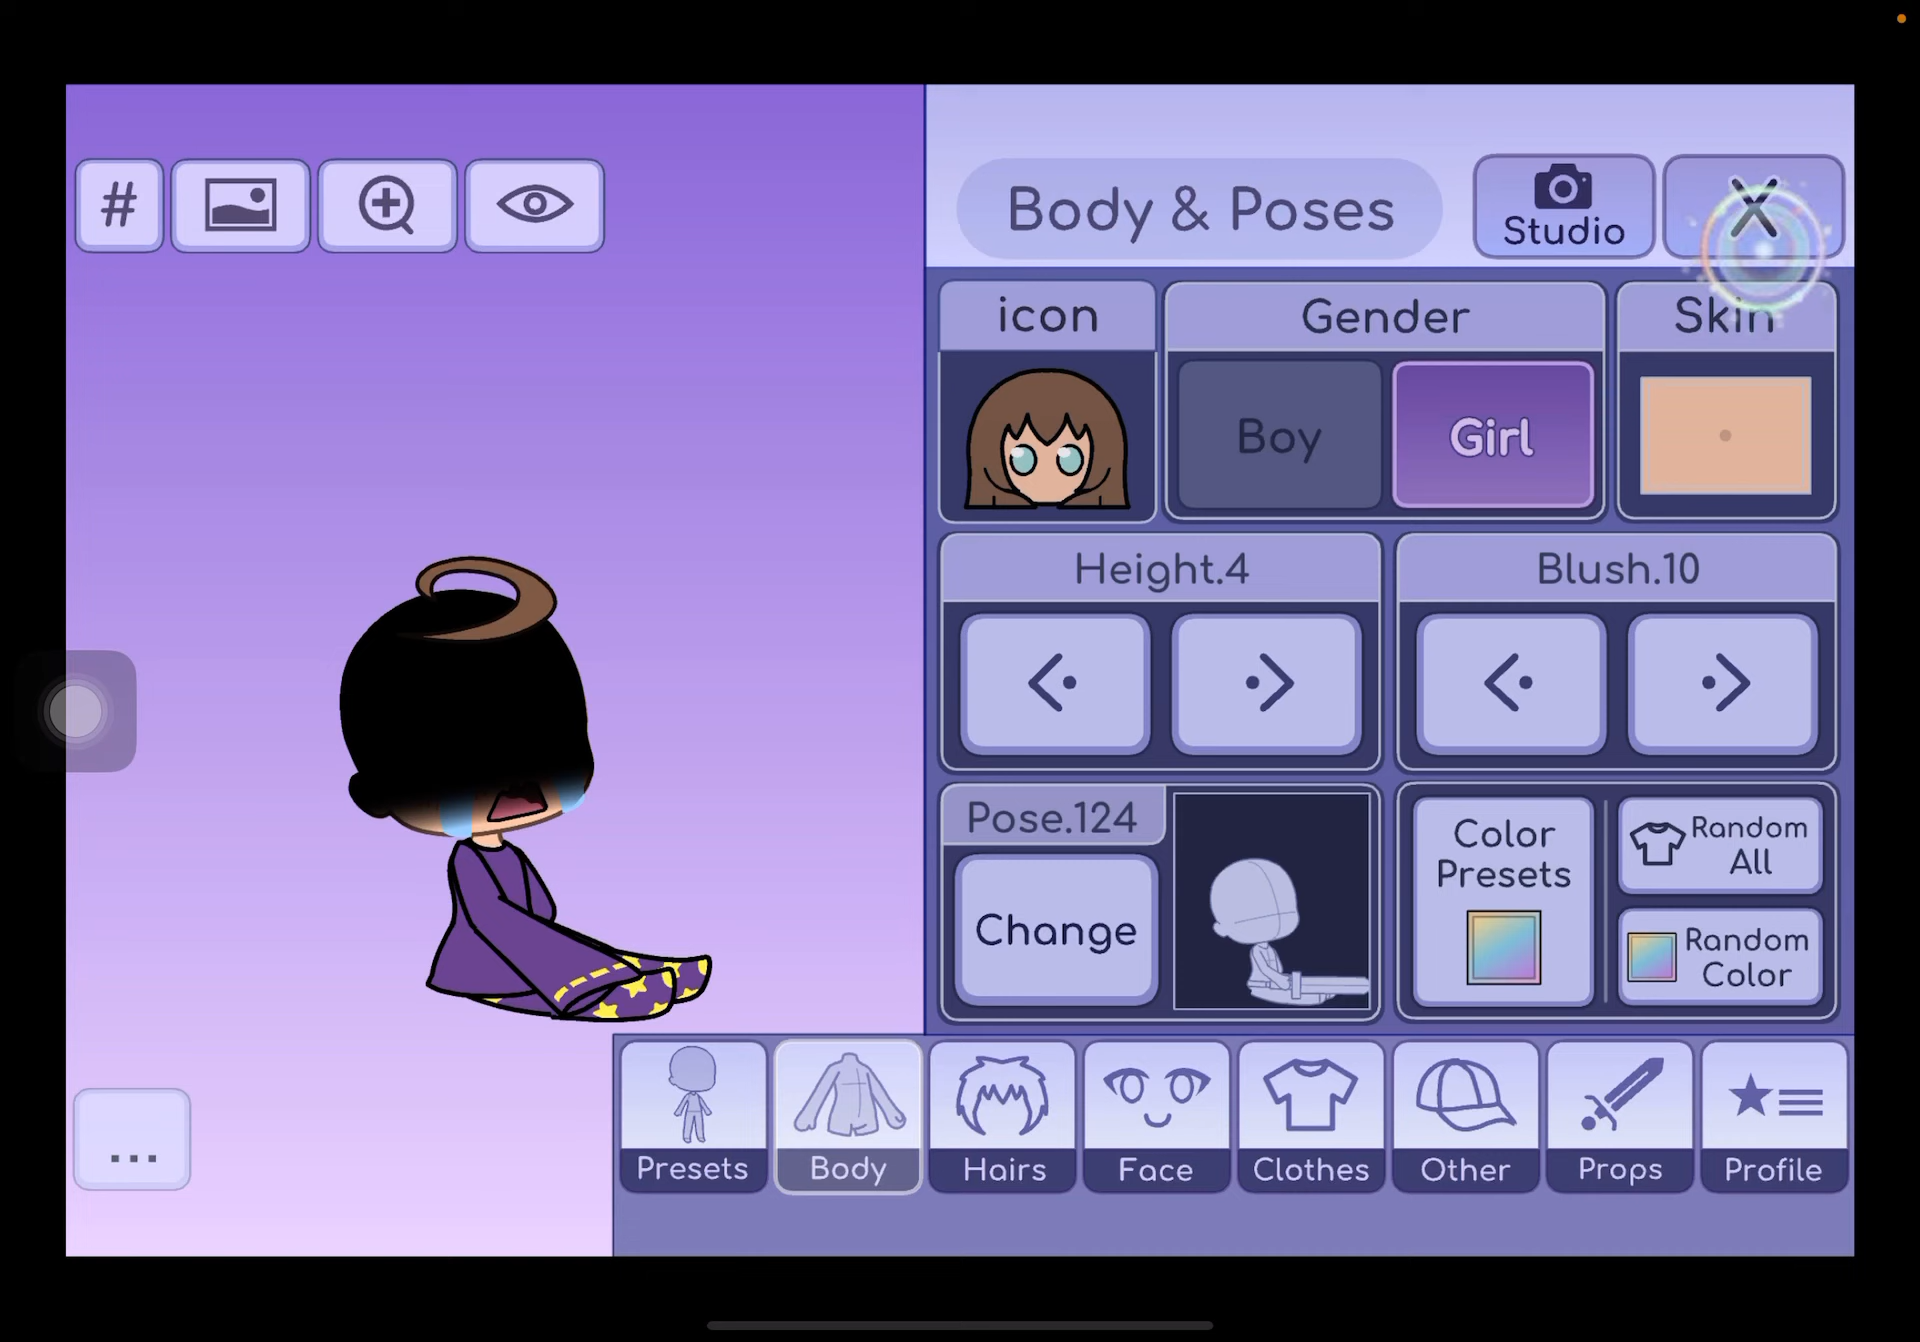 #
Body & Poses
Studio
X
icon
Gender
Skin
Boy
Girl
Height.4
Blush.10
Pose.124
Change
Color
Presets
Random
All
Random
Color
...
Presets
Body
Hairs
Face
Clothes
Other
Props
Profile